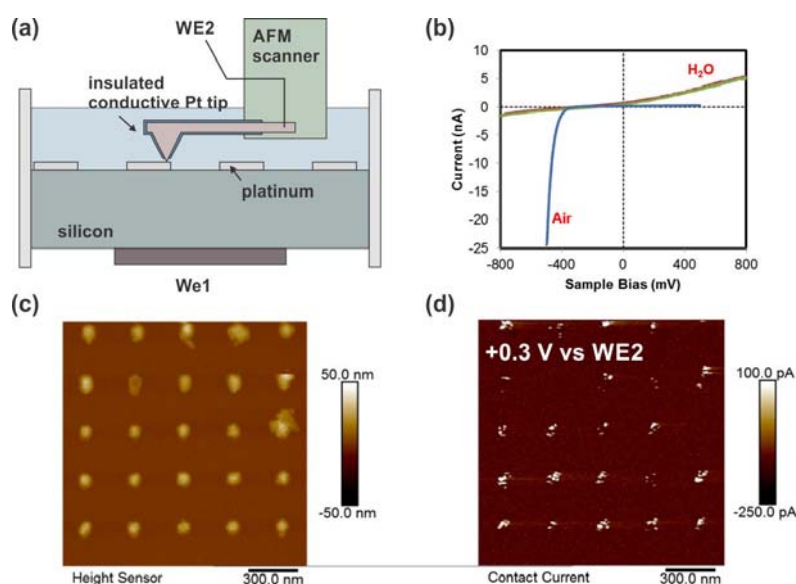 (a)
WE2
AFM
scanner
insulated
conductive Pt tip
platinum
silicon
We1
(b)
10
5
0
-5
-10
-15
-20
-25
Current (nA)
H₂O
Air
-800
-400
0
400
800
Sample Bias (mV)
(c)
50.0 nm
-50.0 nm
Height Sensor
300.0 nm
(d)
+0.3 V vs WE2
100.0 pA
-250.0 pA
Contact Current
300.0 nm